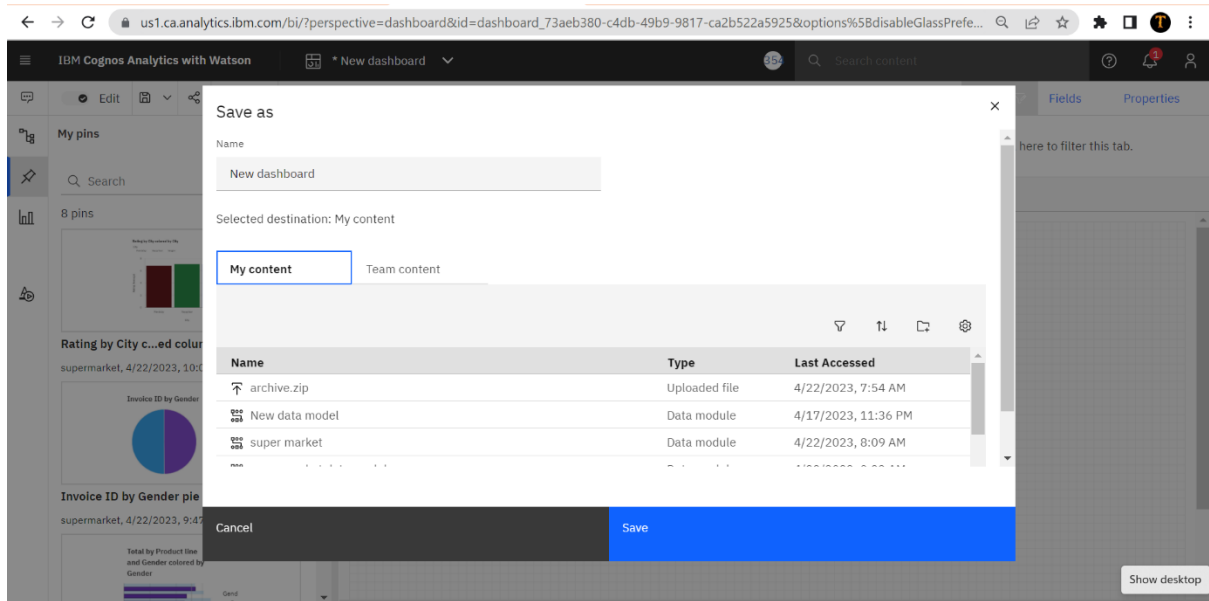 us1.ca.analytics.ibm.com/bi/?perspective=dashboard&id=dashboard_73aeb380-c4db-49b9-9817-ca2b522a5925&options%5BdisableGlassPrefe...
T
IBM Cognos Analytics with Watson
* New dashboard
354
Search content
1
Edit
Fields
Properties
My pins
here to filter this tab.
Search
8 pins
Rating by City c...ed colur
supermarket, 4/22/2023, 10:0
Invoice ID by Gender
Invoice ID by Gender pie
supermarket, 4/22/2023, 9:47
Total by Product line
and Gender colored by
Gender
Gend
Save as
Name
New dashboard
Selected destination: My content
My content
Team content
Name Type Last Accessed
archive.zip Uploaded file 4/22/2023, 7:54 AM
New data model Data module 4/17/2023, 11:36 PM
super market Data module 4/22/2023, 8:09 AM
Cancel
Save
Show desktop